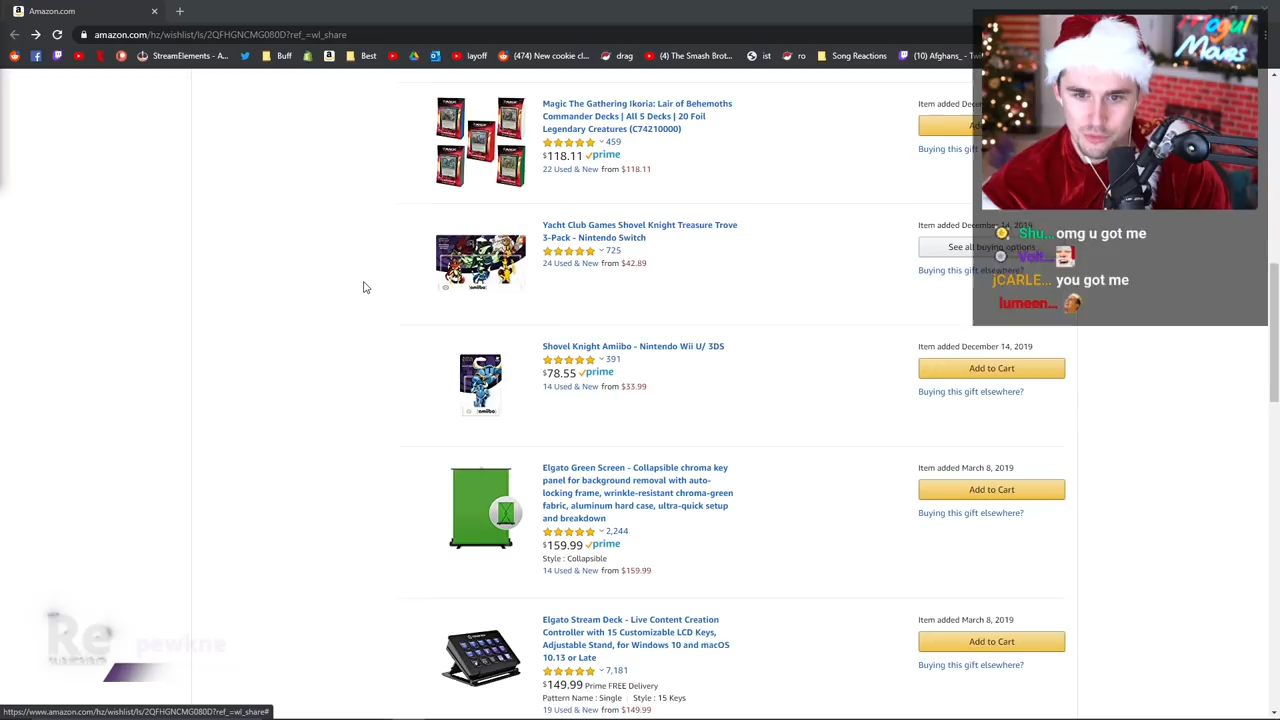 Amazon.com
amazon.com/hz/wishlist/ls/2QFHGNCMG080D?ref_=wl_share
StreamElements - A...
Buff
Best
layoff
(474) New cookie cl...
drag
(4) The Smash Brot...
ist
ro
Song Reactions
(10) Afghans_ - Twi
Mogul
Moves
Magic The Gathering Ikoria: Lair of Behemoths
Commander Decks | All 5 Decks | 20 Foil
Legendary Creatures (C74210000)
459
$118.11 prime
22 Used & New from $118.11
Item added Dece
Buying this gift
Yacht Club Games Shovel Knight Treasure Trove
3-Pack - Nintendo Switch
725
24 Used & New from $42.89
Item added December 14, 2019
See all buying options
Buying this gift elsewhere?
Shu... omg u got me
Volt...
jCARLE... you got me
lumeen...
Shovel Knight Amiibo - Nintendo Wii U/ 3DS
391
$78.55 prime
14 Used & New from $33.99
amiibo
Item added December 14, 2019
Add to Cart
Buying this gift elsewhere?
Elgato Green Screen - Collapsible chroma key
panel for background removal with auto-
locking frame, wrinkle-resistant chroma-green
fabric, aluminum hard case, ultra-quick setup
and breakdown
2,244
$159.99 prime
Style : Collapsible
14 Used & New from $159.99
Item added March 8, 2019
Add to Cart
Buying this gift elsewhere?
Elgato Stream Deck - Live Content Creation
Controller with 15 Customizable LCD Keys,
Adjustable Stand, for Windows 10 and macOS
10.13 or Late
7,181
$149.99 Prime FREE Delivery
Pattern Name : Single | Style : 15 Keys
19 Used & New from $149.99
Item added March 8, 2019
Add to Cart
Buying this gift elsewhere?
Re
pewkne
https://www.amazon.com/hz/wishlist/ls/2QFHGNCMG080D?ref_=wl_share#